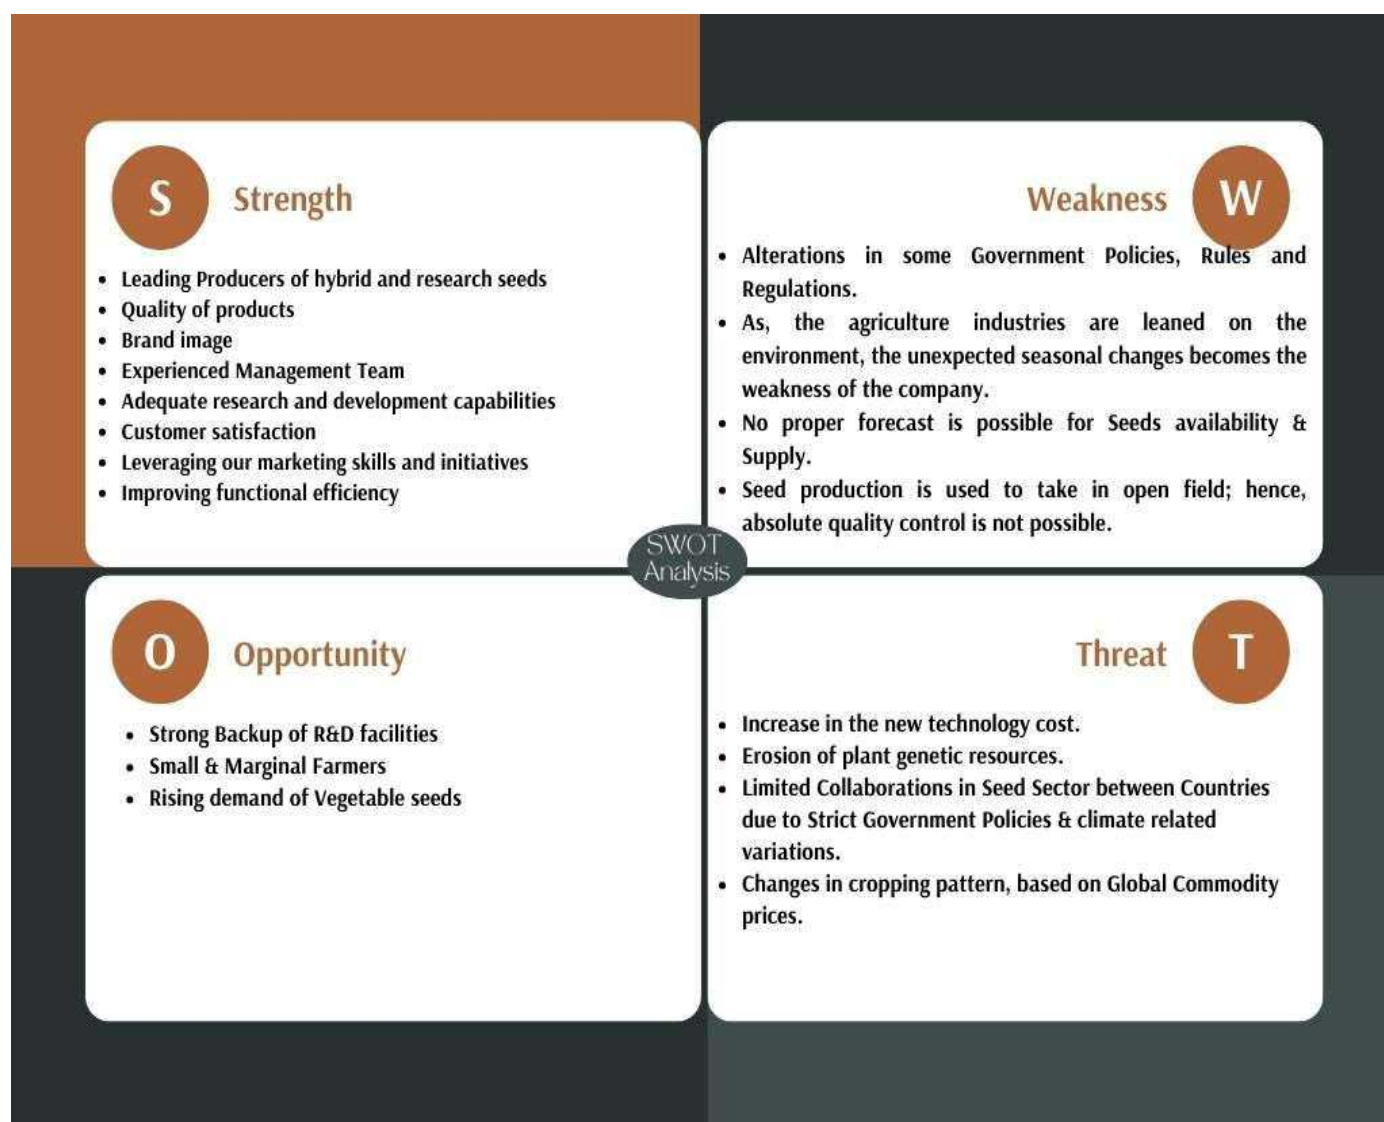 S
Strength
• Leading Producers of hybrid and research seeds
• Quality of products
• Brand image
• Experienced Management Team
• Adequate research and development capabilities
• Customer satisfaction
• Leveraging our marketing skills and initiatives
• Improving functional efficiency
Weakness
W
• Alterations in some Government Policies, Rules and
Regulations.
• As, the agriculture industries are leaned on the
environment, the unexpected seasonal changes becomes the
weakness of the company.
• No proper forecast is possible for Seeds availability &
Supply.
• Seed production is used to take in open field; hence,
absolute quality control is not possible.
SWOT
Analysis
O
Opportunity
• Strong Backup of R&D facilities
• Small & Marginal Farmers
• Rising demand of Vegetable seeds
Threat
T
• Increase in the new technology cost.
• Erosion of plant genetic resources.
• Limited Collaborations in Seed Sector between Countries
due to Strict Government Policies & climate related
variations.
• Changes in cropping pattern, based on Global Commodity
prices.